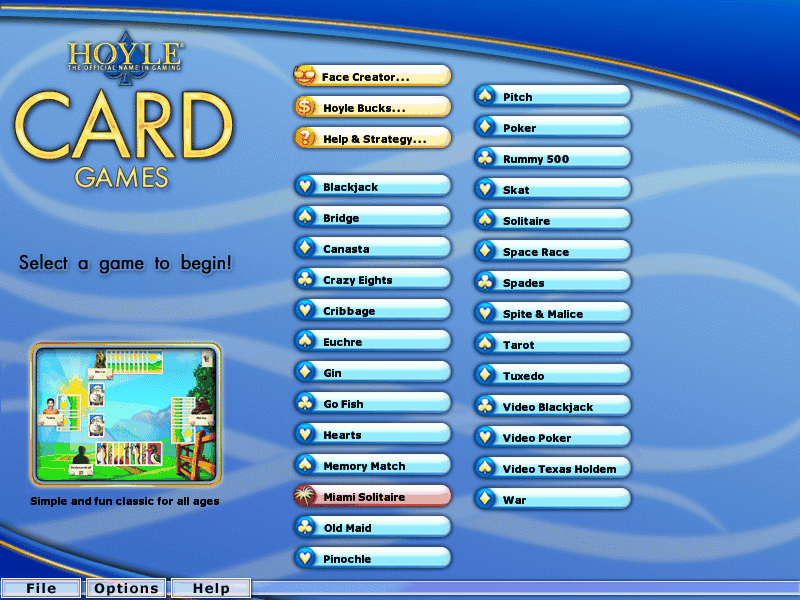 HOYLE®
THE OFFICIAL NAME IN GAMING
CARD
GAMES
Select a game to begin!
Simple and fun classic for all ages
Face Creator...
Hoyle Bucks...
Help & Strategy...
Blackjack
Bridge
Canasta
Crazy Eights
Cribbage
Euchre
Gin
Go Fish
Hearts
Memory Match
Miami Solitaire
Old Maid
Pinochle
Pitch
Poker
Rummy 500
Skat
Solitaire
Space Race
Spades
Spite & Malice
Tarot
Tuxedo
Video Blackjack
Video Poker
Video Texas Holdem
War
File
Options
Help